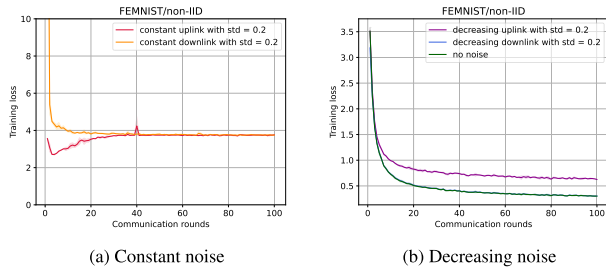 FEMNIST/non-IID
constant uplink with std = 0.2
constant downlink with std = 0.2
Training loss
10
8
6
4
2
0
0 20 40 60 80 100
Communication rounds
(a) Constant noise
FEMNIST/non-IID
decreasing uplink with std = 0.2
decreasing downlink with std = 0.2
no noise
Training loss
3.5
3.0
2.5
2.0
1.5
1.0
0.5
0 20 40 60 80 100
Communication rounds
(b) Decreasing noise